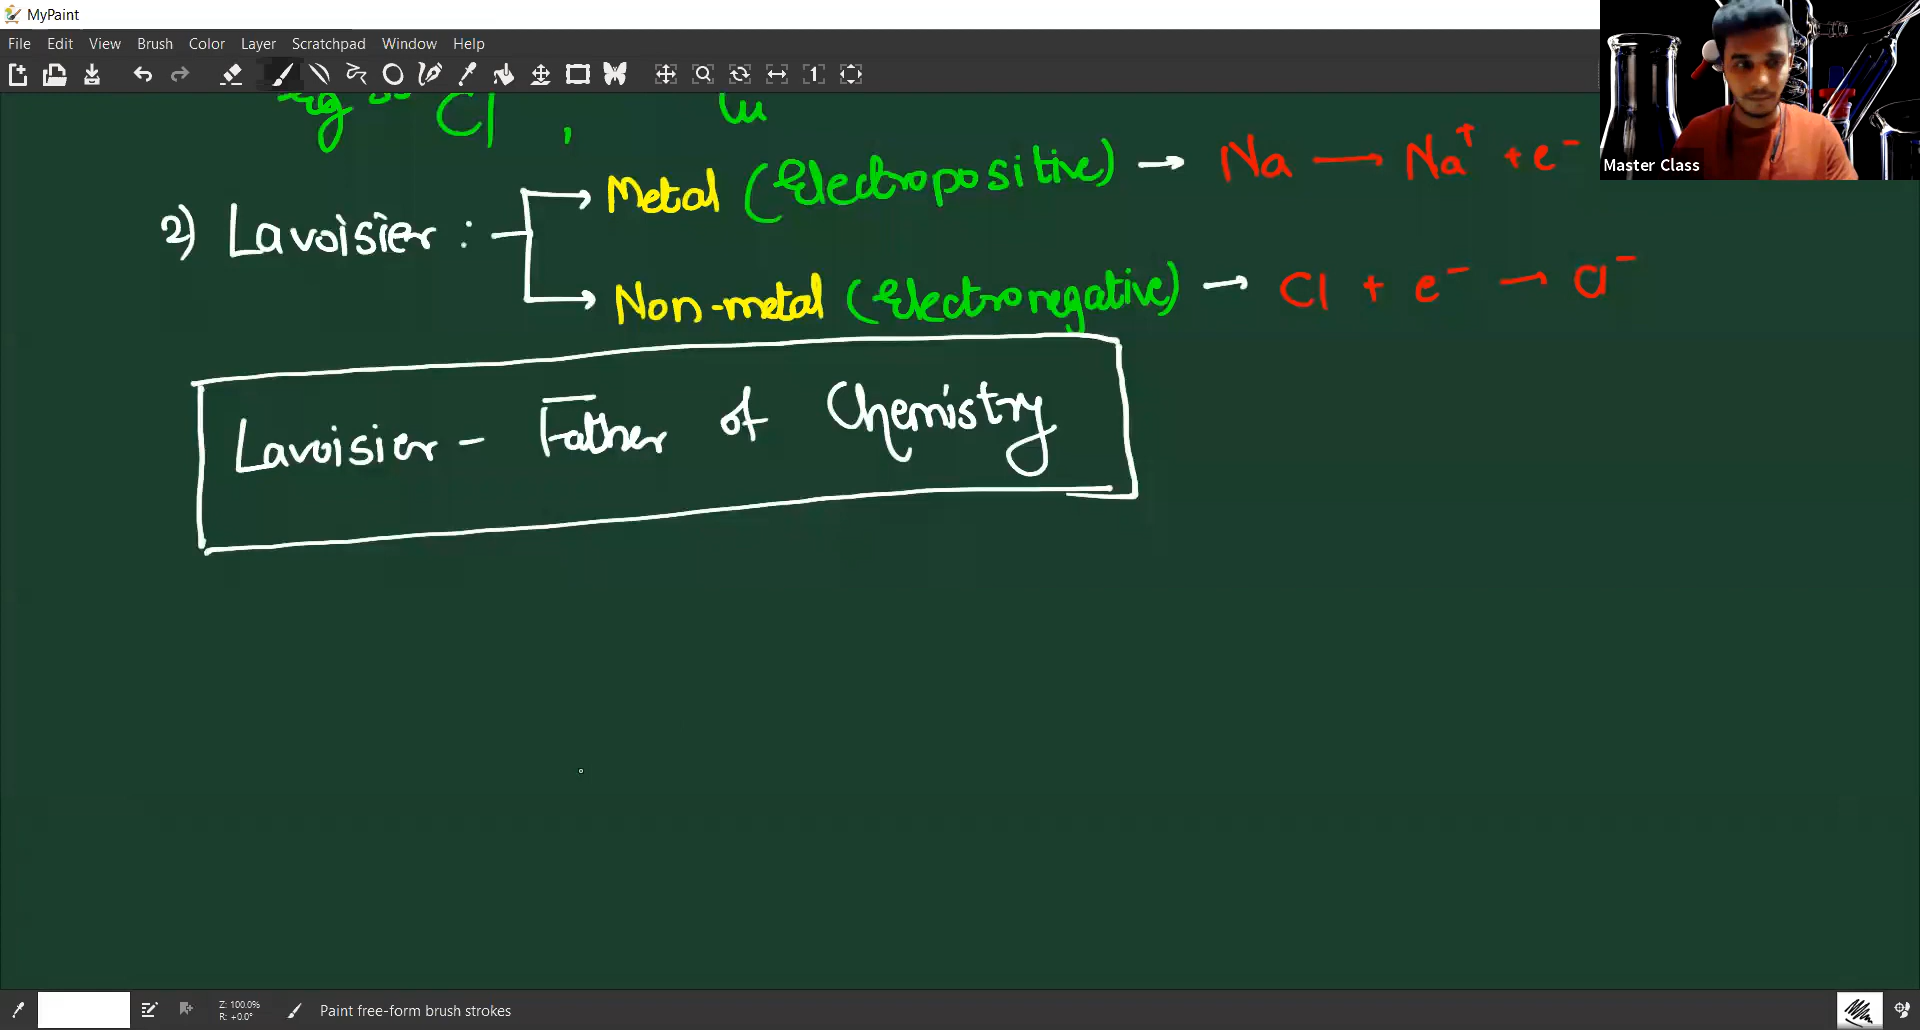 MyPaint
File Edit View Brush Color Layer Scratchpad Window Help
Cl ,
Metal (Electropositive) → Na → Na⁺ + e⁻
2) Lavoisier :
Non-metal (Electronegative) → Cl + e⁻ → Cl⁻
Lavoisier - Father of Chemistry
Master Class
Z: 100.0%
R: +0.0°
Paint free-form brush strokes